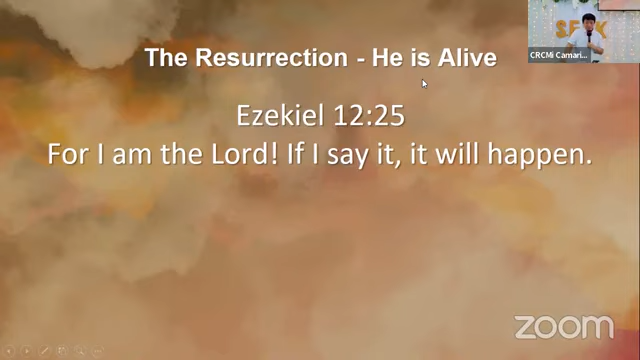 The Resurrection - He is Alive
Ezekiel 12:25
For I am the Lord! If I say it, it will happen.
CRCMi Camari...
zoom